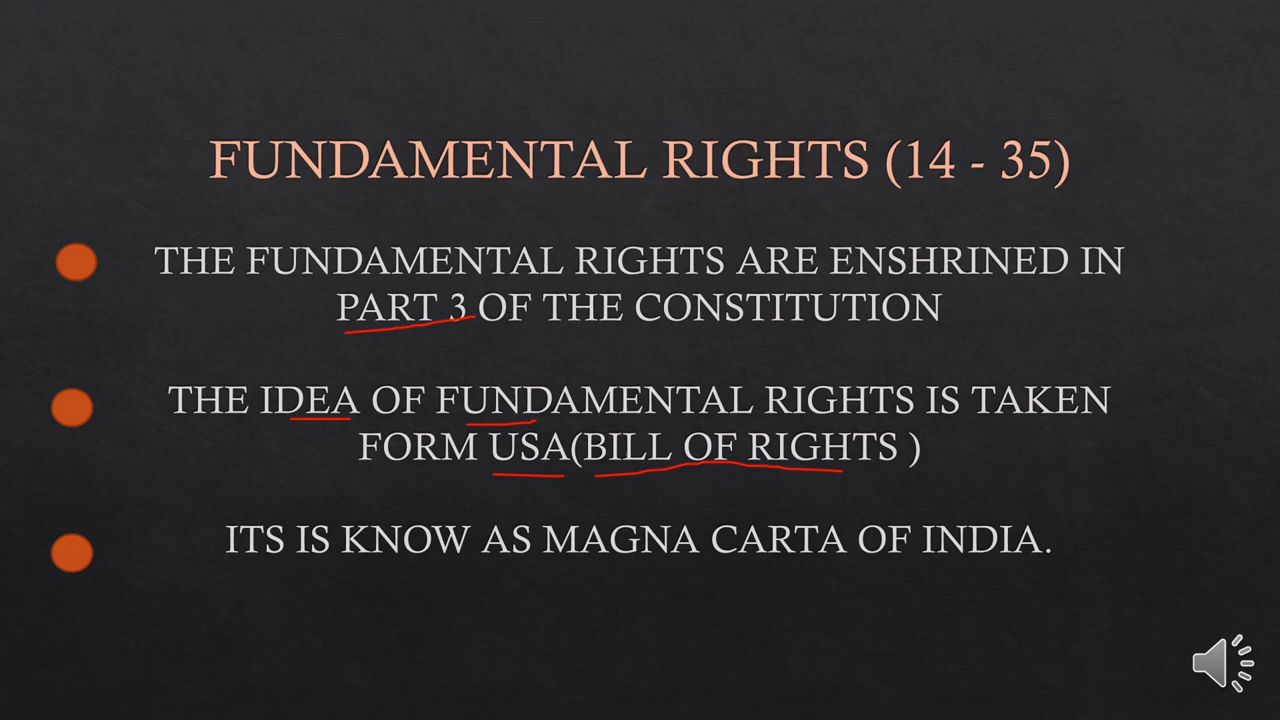 FUNDAMENTAL RIGHTS (14 - 35)
THE FUNDAMENTAL RIGHTS ARE ENSHRINED IN
PART 3 OF THE CONSTITUTION
THE IDEA OF FUNDAMENTAL RIGHTS IS TAKEN
FORM USA(BILL OF RIGHTS )
ITS IS KNOW AS MAGNA CARTA OF INDIA.